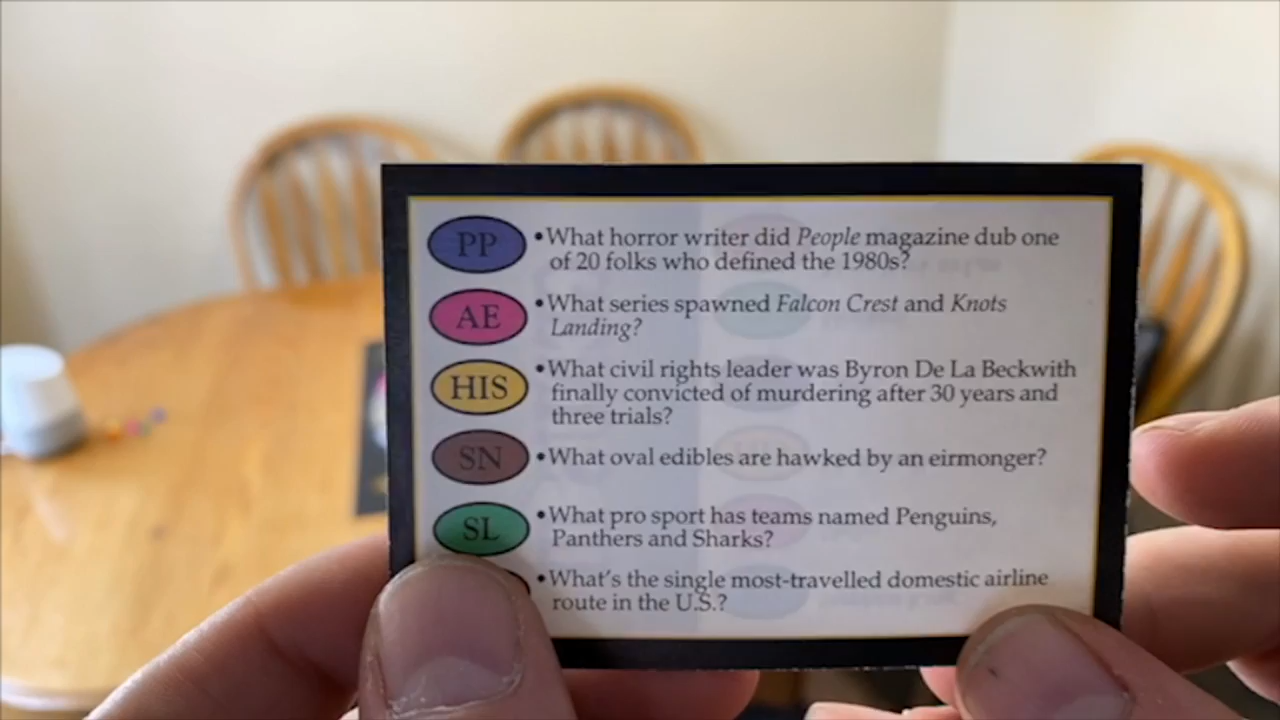 PP •What horror writer did People magazine dub one
of 20 folks who defined the 1980s?
AE •What series spawned Falcon Crest and Knots
Landing?
HIS •What civil rights leader was Byron De La Beckwith
finally convicted of murdering after 30 years and
three trials?
SN •What oval edibles are hawked by an eirmonger?
SL •What pro sport has teams named Penguins,
Panthers and Sharks?
•What's the single most-travelled domestic airline
route in the U.S.?